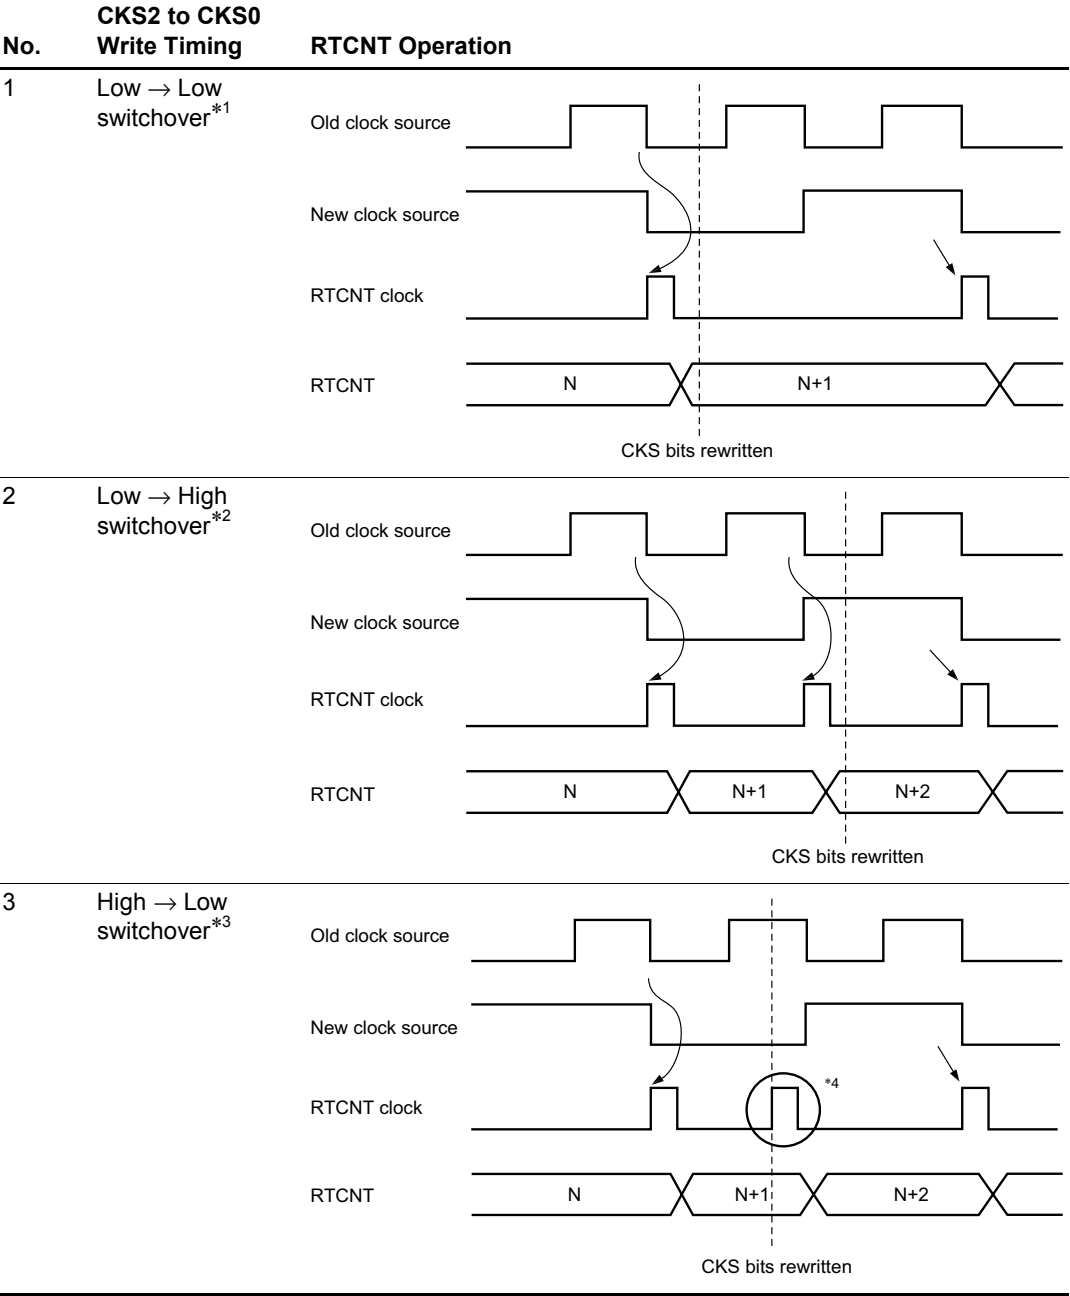 No.
CKS2 to CKS0
Write Timing
RTCNT Operation
1
Low → Low
switchover*1
Old clock source
New clock source
RTCNT clock
RTCNT
N
N+1
CKS bits rewritten
2
Low → High
switchover*2
Old clock source
New clock source
RTCNT clock
RTCNT
N
N+1
N+2
CKS bits rewritten
3
High → Low
switchover*3
Old clock source
New clock source
RTCNT clock
*4
RTCNT
N
N+1
N+2
CKS bits rewritten